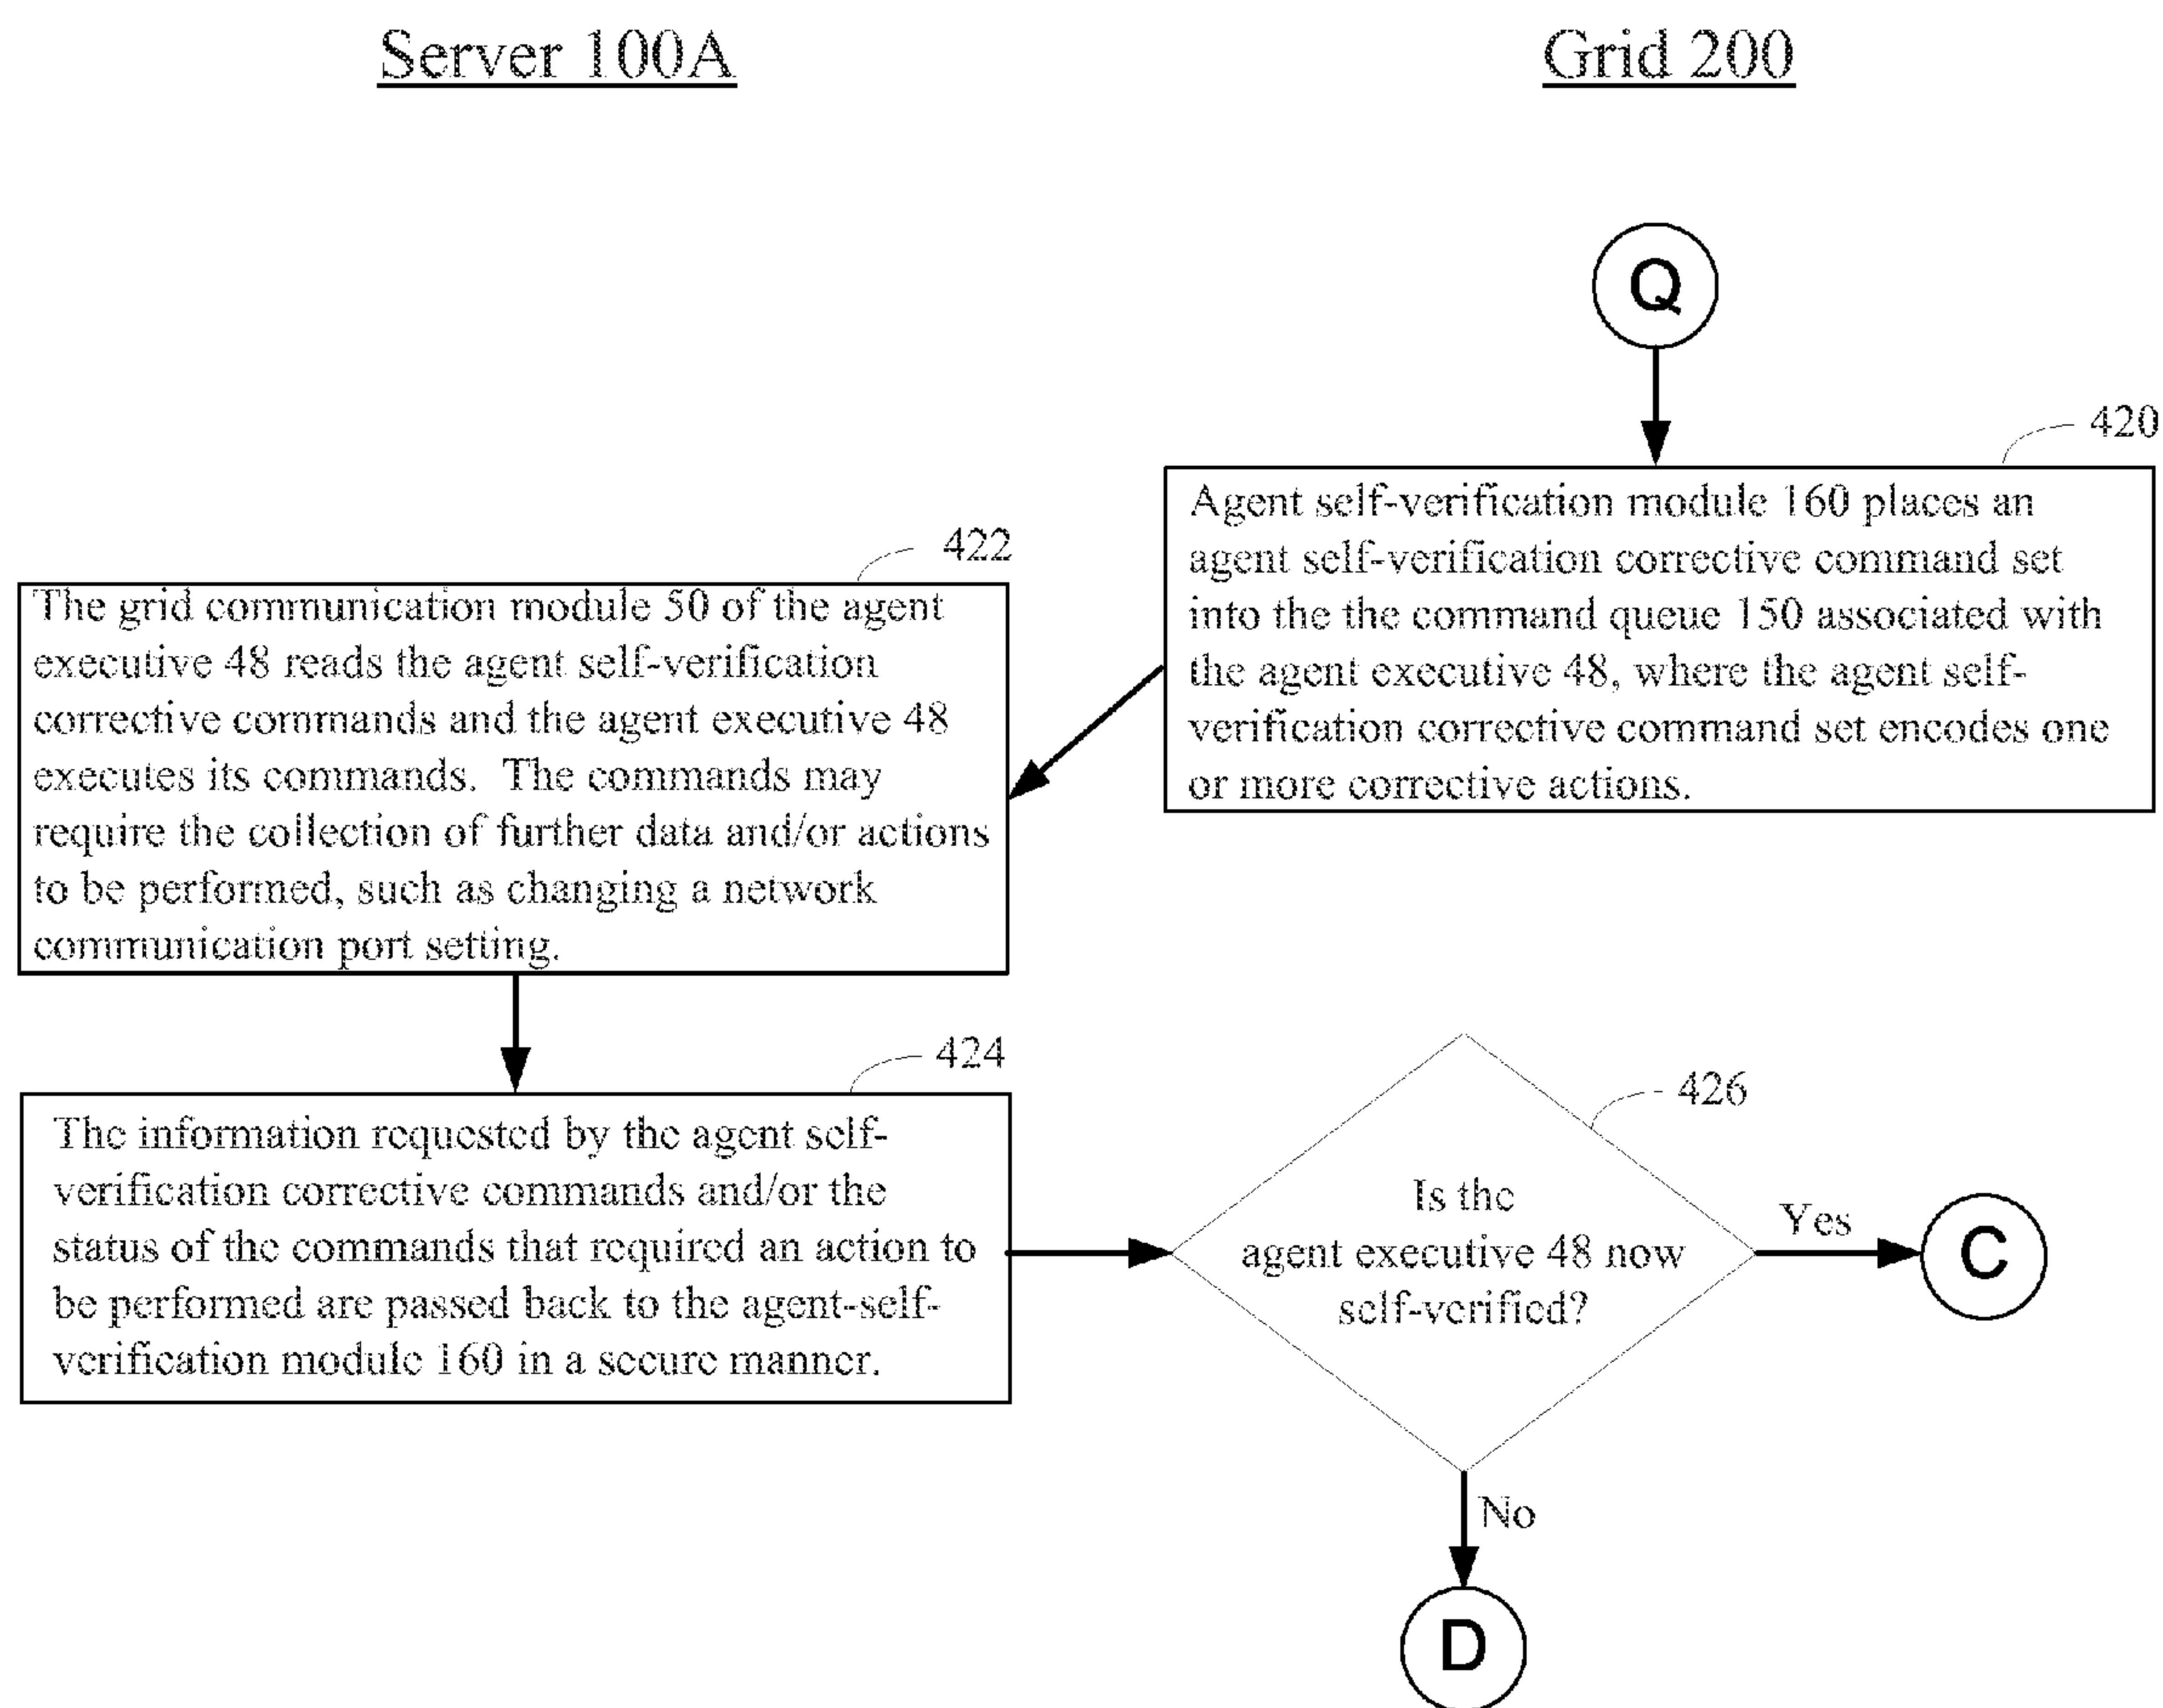 Server 100A
Grid 200
Q
420
Agent self-verification module 160 places an
agent self-verification corrective command set
into the the command queue 150 associated with
the agent executive 48, where the agent self-
verification corrective command set encodes one
or more corrective actions.
422
The grid communication module 50 of the agent
executive 48 reads the agent self-verification
corrective commands and the agent executive 48
executes its commands.  The commands may
require the collection of further data and/or actions
to be performed, such as changing a network
communication port setting.
424
The information requested by the agent self-
verification corrective commands and/or the
status of the commands that required an action to
be performed are passed back to the agent-self-
verification module 160 in a secure manner.
426
Is the
agent executive 48 now
self-verified?
Yes
C
No
D